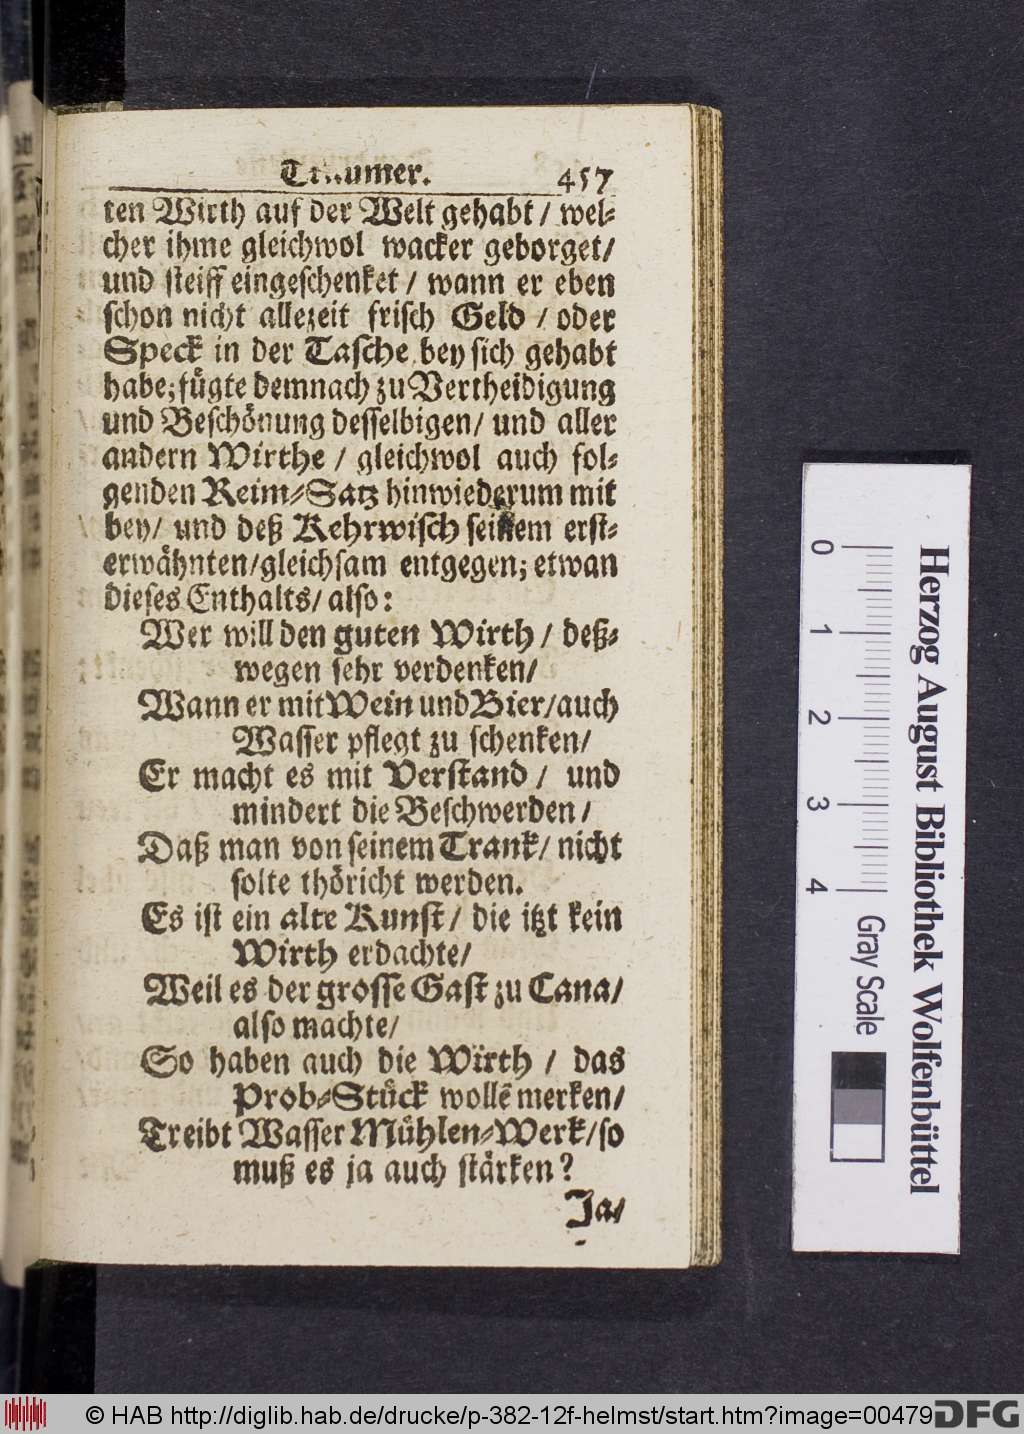 Traumer. 457
ten Wirth auf der Welt gehabt / wel-
cher ihme gleichwol wacker geborget/
und steiff eingeschenket / wann er eben
schon nicht allezeit frisch Geld / oder
Speck in der Tasche bey sich gehabt
habe; fügte demnach zu Vertheidigung
und Beschönung desselbigen/ und aller
andern Wirthe / gleichwol auch fol-
genden Reim-Satz hinwiederum mit
bey/ und deß Kehrwisch seinem erst-
erwähnten/gleichsam entgegen; etwan
dieses Enthalts/ also:
Wer will den guten Wirth / deß-
wegen sehr verdenken/
Wann er mit Wein und Bier/auch
Wasser pflegt zu schenken/
Er macht es mit Verstand / und
mindert die Beschwerden /
Daß man von seinem Trank/ nicht
solte thöricht werden.
Es ist ein alte Kunst / die itzt kein
Wirth erdachte/
Weil es der grosse Gast zu Cana/
also machte/
So haben auch die Wirth / das
Prob-Stück wollē merken/
Treibt Wasser Mühlen-Werk/so
muß es ja auch stärken?
Ja/
0 1 2 3 4
Gray Scale
Herzog August Bibliothek Wolfenbüttel
© HAB http://diglib.hab.de/drucke/p-382-12f-helmst/start.htm?image=00479
DFG